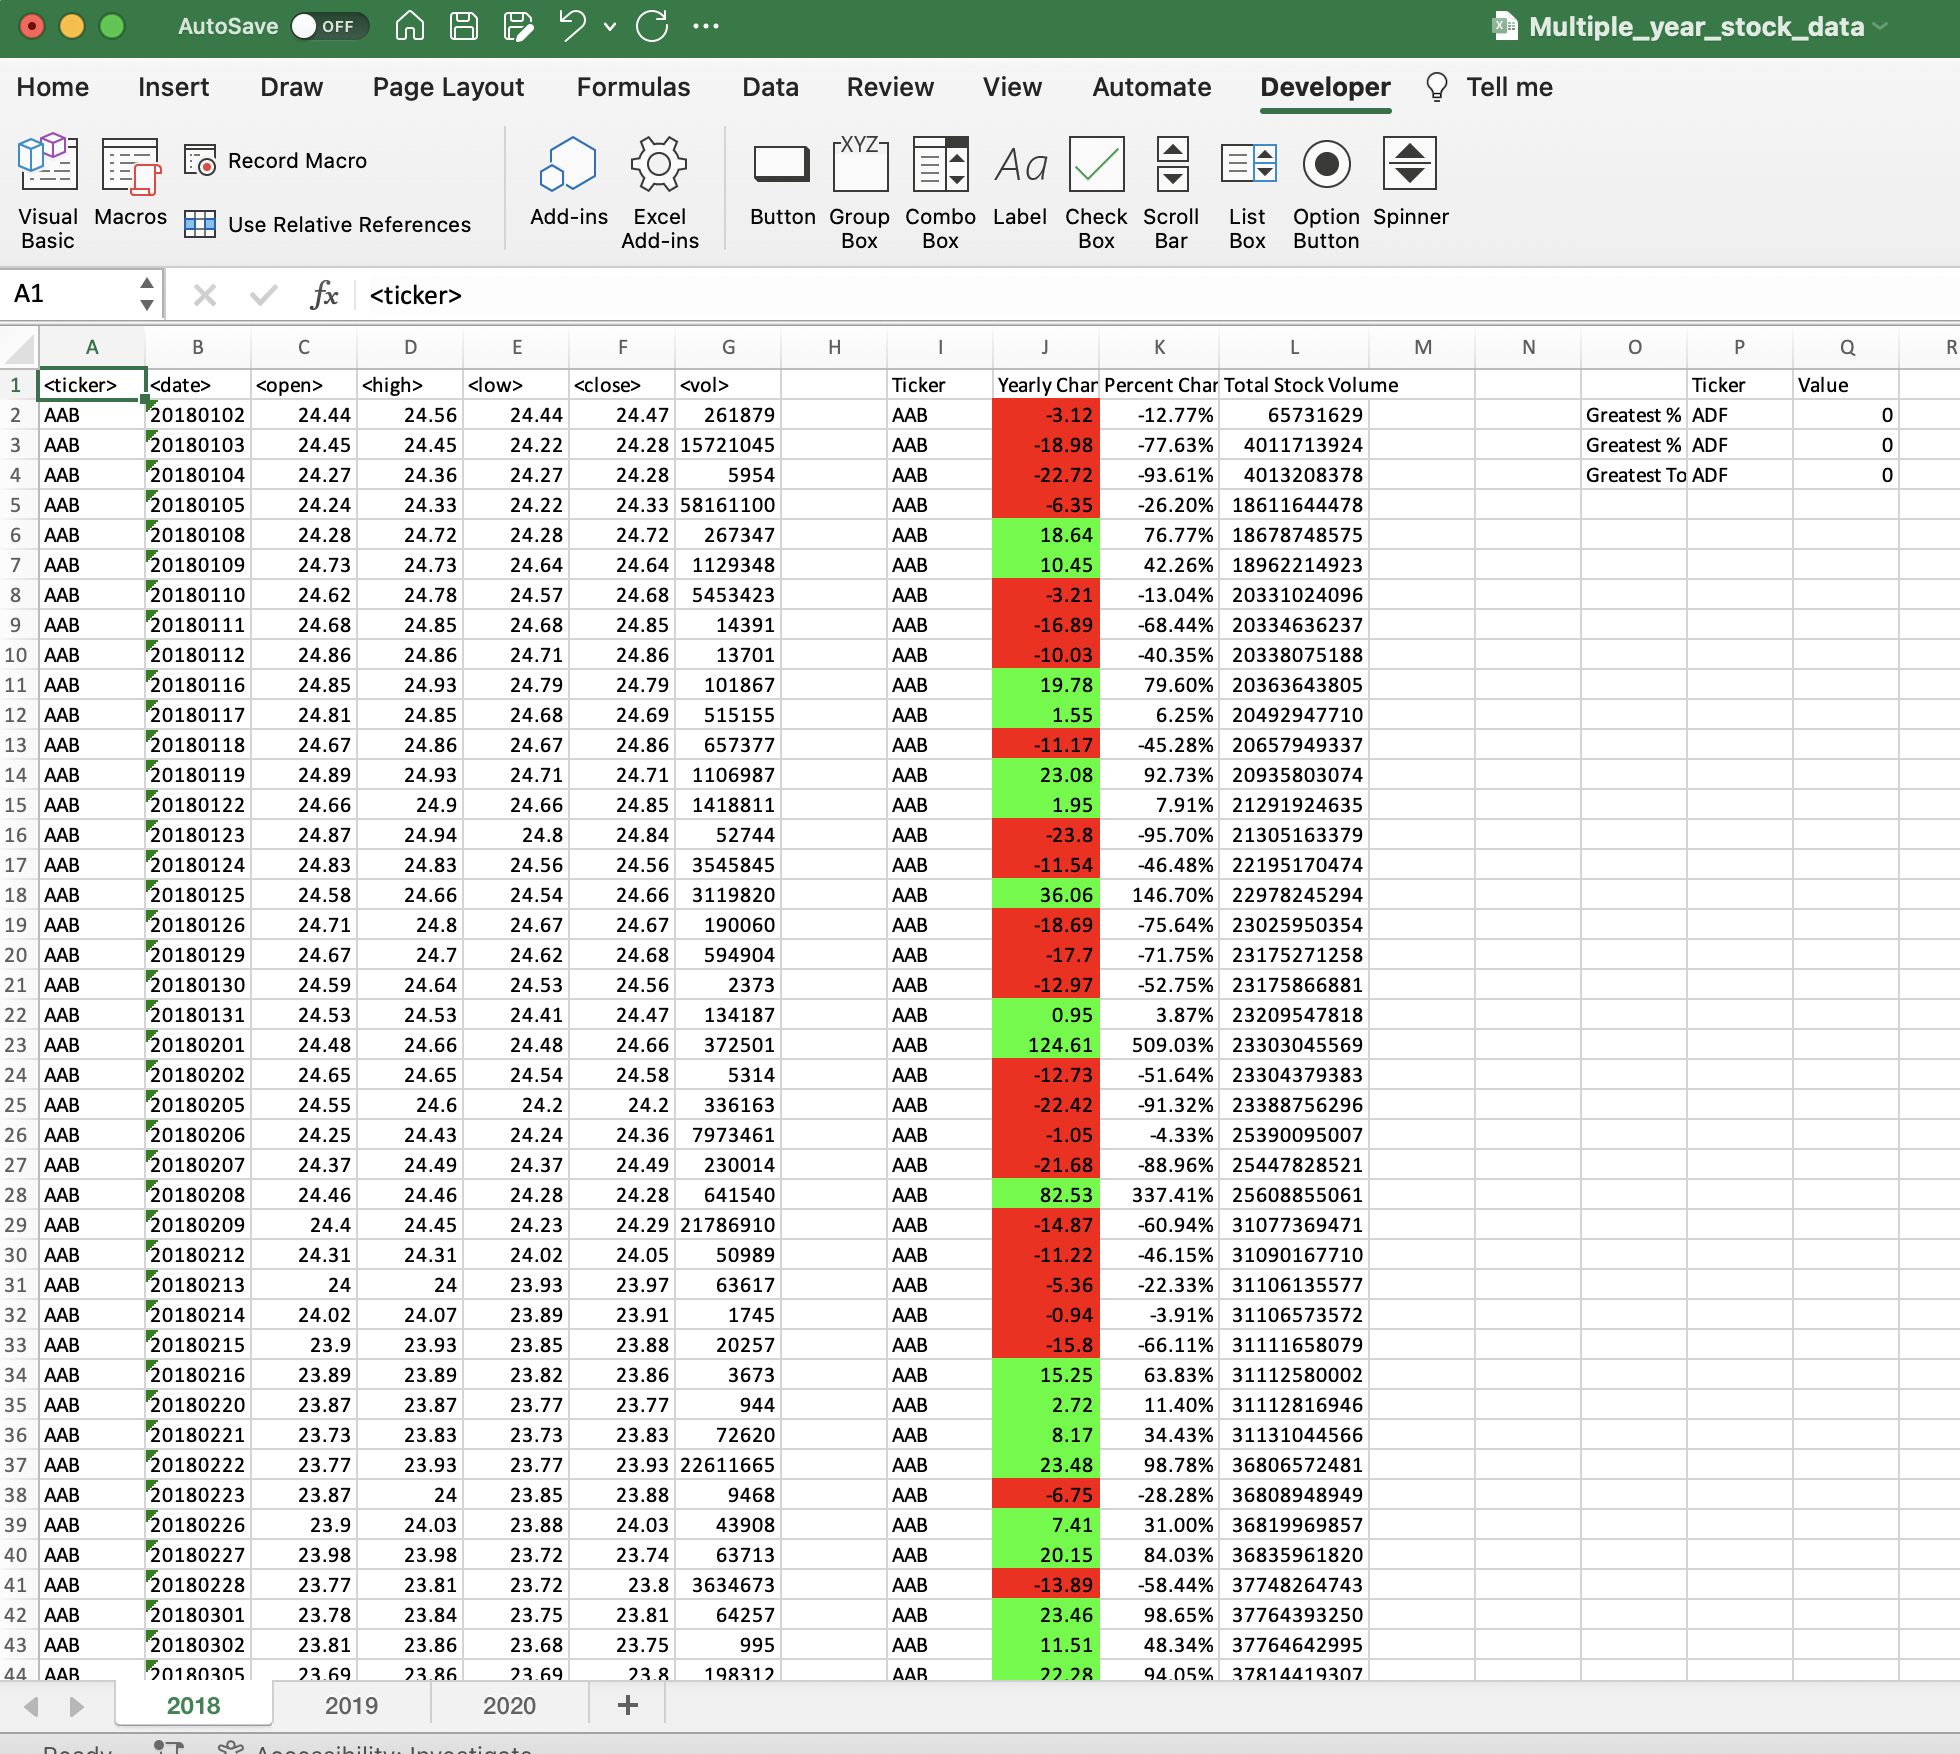 AutoSave OFF Multiple_year_stock_data
Home Insert Draw Page Layout Formulas Data Review View Automate Developer Tell me
Visual Basic Macros Record Macro Use Relative References Add-ins Excel Add-ins Button Group Box XYZ Combo Box Aa Label Check Box Scroll Bar List Box Option Button Spinner
A1 fx <ticker>
A B C D E F G H I J K L M N O P Q R
1 <ticker> <date> <open> <high> <low> <close> <vol> Ticker Yearly Char Percent Char Total Stock Volume Ticker Value
2 AAB 20180102 24.44 24.56 24.44 24.47 261879 AAB -3.12 -12.77% 65731629 Greatest % ADF 0
3 AAB 20180103 24.45 24.45 24.22 24.28 15721045 AAB -18.98 -77.63% 4011713924 Greatest % ADF 0
4 AAB 20180104 24.27 24.36 24.27 24.28 5954 AAB -22.72 -93.61% 4013208378 Greatest To ADF 0
5 AAB 20180105 24.24 24.33 24.22 24.33 58161100 AAB -6.35 -26.20% 18611644478
6 AAB 20180108 24.28 24.72 24.28 24.72 267347 AAB 18.64 76.77% 18678748575
7 AAB 20180109 24.73 24.73 24.64 24.64 1129348 AAB 10.45 42.26% 18962214923
8 AAB 20180110 24.62 24.78 24.57 24.68 5453423 AAB -3.21 -13.04% 20331024096
9 AAB 20180111 24.68 24.85 24.68 24.85 14391 AAB -16.89 -68.44% 20334636237
10 AAB 20180112 24.86 24.86 24.71 24.86 13701 AAB -10.03 -40.35% 20338075188
11 AAB 20180116 24.85 24.93 24.79 24.79 101867 AAB 19.78 79.60% 20363643805
12 AAB 20180117 24.81 24.85 24.68 24.69 515155 AAB 1.55 6.25% 20492947710
13 AAB 20180118 24.67 24.86 24.67 24.86 657377 AAB -11.17 -45.28% 20657949337
14 AAB 20180119 24.89 24.93 24.71 24.71 1106987 AAB 23.08 92.73% 20935803074
15 AAB 20180122 24.66 24.9 24.66 24.85 1418811 AAB 1.95 7.91% 21291924635
16 AAB 20180123 24.87 24.94 24.8 24.84 52744 AAB -23.8 -95.70% 21305163379
17 AAB 20180124 24.83 24.83 24.56 24.56 3545845 AAB -11.54 -46.48% 22195170474
18 AAB 20180125 24.58 24.66 24.54 24.66 3119820 AAB 36.06 146.70% 22978245294
19 AAB 20180126 24.71 24.8 24.67 24.67 190060 AAB -18.69 -75.64% 23025950354
20 AAB 20180129 24.67 24.7 24.62 24.68 594904 AAB -17.7 -71.75% 23175271258
21 AAB 20180130 24.59 24.64 24.53 24.56 2373 AAB -12.97 -52.75% 23175866881
22 AAB 20180131 24.53 24.53 24.41 24.47 134187 AAB 0.95 3.87% 23209547818
23 AAB 20180201 24.48 24.66 24.48 24.66 372501 AAB 124.61 509.03% 23303045569
24 AAB 20180202 24.65 24.65 24.54 24.58 5314 AAB -12.73 -51.64% 23304379383
25 AAB 20180205 24.55 24.6 24.2 24.2 336163 AAB -22.42 -91.32% 23388756296
26 AAB 20180206 24.25 24.43 24.24 24.36 7973461 AAB -1.05 -4.33% 25390095007
27 AAB 20180207 24.37 24.49 24.37 24.49 230014 AAB -21.68 -88.96% 25447828521
28 AAB 20180208 24.46 24.46 24.28 24.28 641540 AAB 82.53 337.41% 25608855061
29 AAB 20180209 24.4 24.45 24.23 24.29 21786910 AAB -14.87 -60.94% 31077369471
30 AAB 20180212 24.31 24.31 24.02 24.05 50989 AAB -11.22 -46.15% 31090167710
31 AAB 20180213 24 24 23.93 23.97 63617 AAB -5.36 -22.33% 31106135577
32 AAB 20180214 24.02 24.07 23.89 23.91 1745 AAB -0.94 -3.91% 31106573572
33 AAB 20180215 23.9 23.93 23.85 23.88 20257 AAB -15.8 -66.11% 31111658079
34 AAB 20180216 23.89 23.89 23.82 23.86 3673 AAB 15.25 63.83% 31112580002
35 AAB 20180220 23.87 23.87 23.77 23.77 944 AAB 2.72 11.40% 31112816946
36 AAB 20180221 23.73 23.83 23.73 23.83 72620 AAB 8.17 34.43% 31131044566
37 AAB 20180222 23.77 23.93 23.77 23.93 22611665 AAB 23.48 98.78% 36806572481
38 AAB 20180223 23.87 24 23.85 23.88 9468 AAB -6.75 -28.28% 36808948949
39 AAB 20180226 23.9 24.03 23.88 24.03 43908 AAB 7.41 31.00% 36819969857
40 AAB 20180227 23.98 23.98 23.72 23.74 63713 AAB 20.15 84.03% 36835961820
41 AAB 20180228 23.77 23.81 23.72 23.8 3634673 AAB -13.89 -58.44% 37748264743
42 AAB 20180301 23.78 23.84 23.75 23.81 64257 AAB 23.46 98.65% 37764393250
43 AAB 20180302 23.81 23.86 23.68 23.75 995 AAB 11.51 48.34% 37764642995
44 AAB 20180305 23.69 23.86 23.69 23.8 198312 AAB 22.28 94.05% 37814419307
2018 2019 2020 +
Ready Accessibility: Investigate